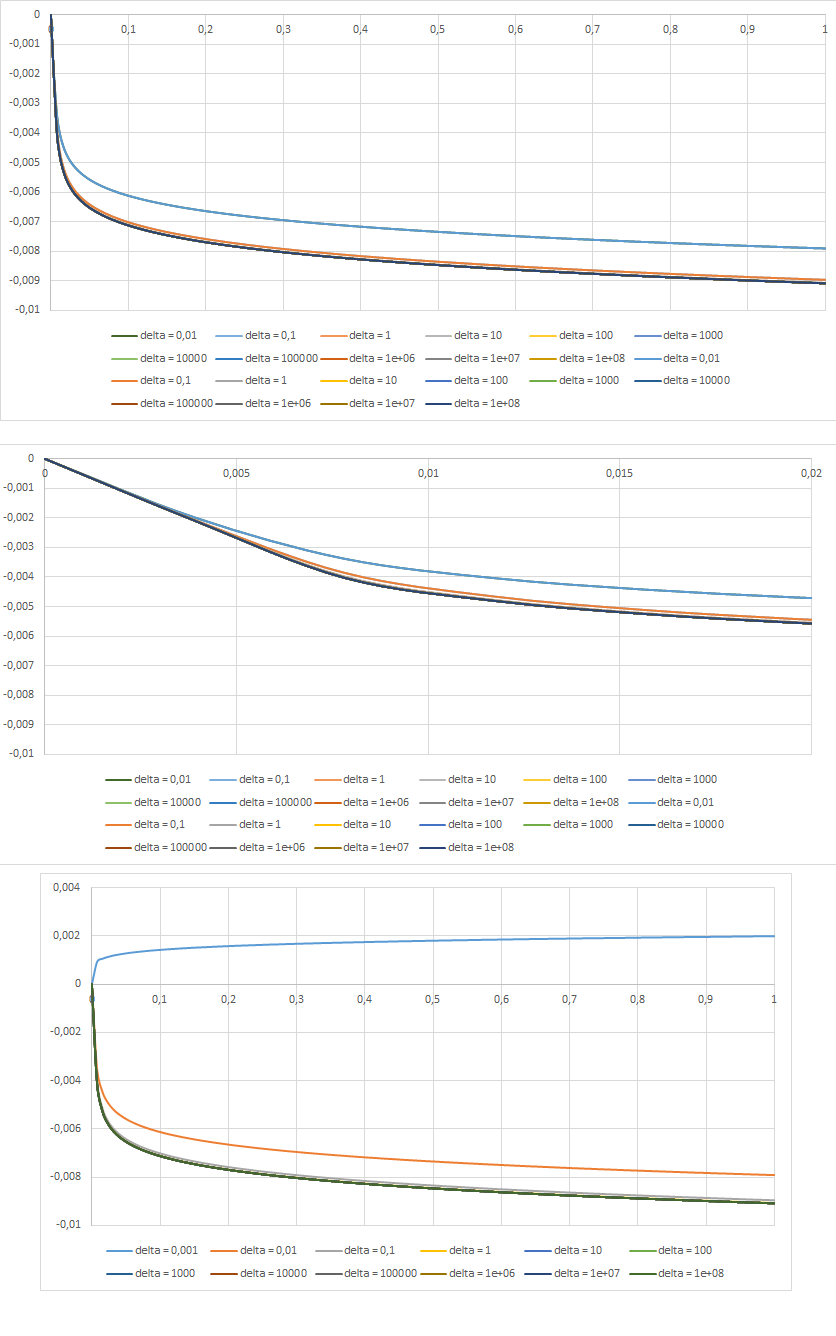 0
0 0,1 0,2 0,3 0,4 0,5 0,6 0,7 0,8 0,9 1
-0,001
-0,002
-0,003
-0,004
-0,005
-0,006
-0,007
-0,008
-0,009
-0,01
delta = 0,01 delta = 0,1 delta = 1 delta = 10 delta = 100 delta = 1000
delta = 10000 delta = 100000 delta = 1e+06 delta = 1e+07 delta = 1e+08 delta = 0,01
delta = 0,1 delta = 1 delta = 10 delta = 100 delta = 1000 delta = 10000
delta = 100000 delta = 1e+06 delta = 1e+07 delta = 1e+08
0
0 0,005 0,01 0,015 0,02
-0,001
-0,002
-0,003
-0,004
-0,005
-0,006
-0,007
-0,008
-0,009
-0,01
delta = 0,01 delta = 0,1 delta = 1 delta = 10 delta = 100 delta = 1000
delta = 10000 delta = 100000 delta = 1e+06 delta = 1e+07 delta = 1e+08 delta = 0,01
delta = 0,1 delta = 1 delta = 10 delta = 100 delta = 1000 delta = 10000
delta = 100000 delta = 1e+06 delta = 1e+07 delta = 1e+08
0,004
0,002
0
0 0,1 0,2 0,3 0,4 0,5 0,6 0,7 0,8 0,9 1
-0,002
-0,004
-0,006
-0,008
-0,01
delta = 0,001 delta = 0,01 delta = 0,1 delta = 1 delta = 10 delta = 100
delta = 1000 delta = 10000 delta = 100000 delta = 1e+06 delta = 1e+07 delta = 1e+08